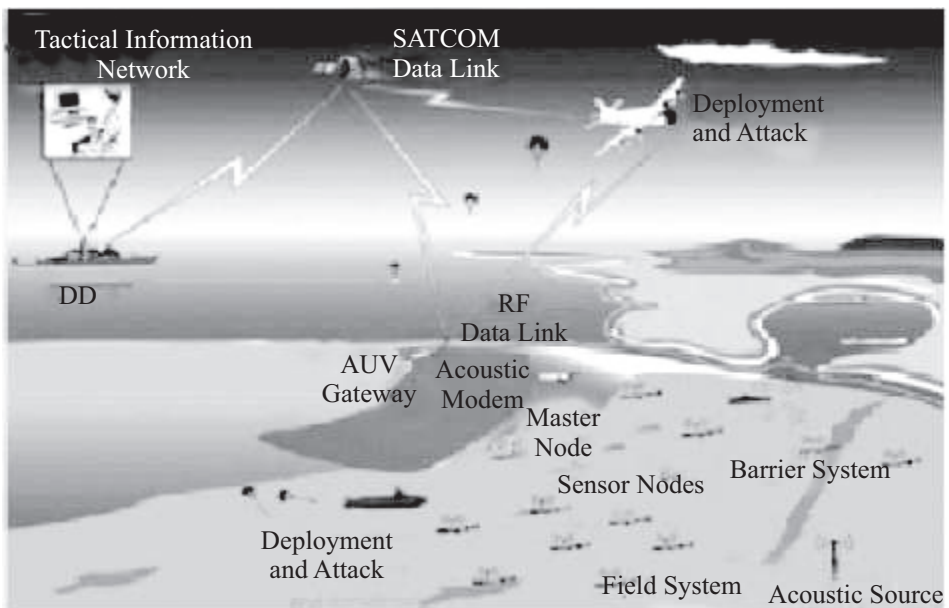 Tactical Information
Network
SATCOM
Data Link
Deployment
and Attack
DD
RF
Data Link
AUV
Gateway
Acoustic
Modem
Master
Node
Sensor Nodes
Barrier System
Deployment
and Attack
Field System
Acoustic Source